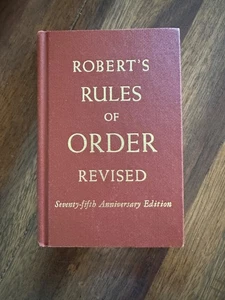 ROBERT'S
RULES
OF
ORDER
REVISED
Seventy-fifth Anniversary Edition